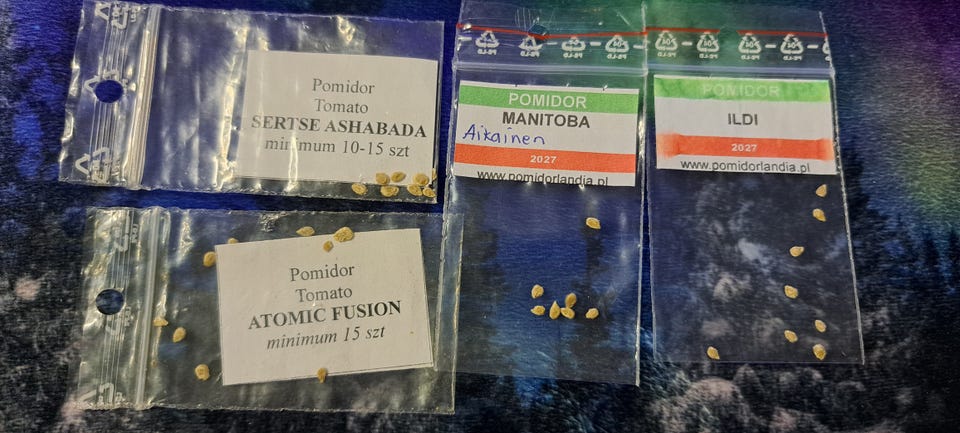 Pomidor
Tomato
SERTSE ASHABADA
minimum 10-15 szt
Pomidor
Tomato
ATOMIC FUSION
minimum 15 szt
POMIDOR
MANITOBA
Aikainen
2027
www.pomidorlandia.pl
POMIDOR
ILDI
2027
www.pomidorlandia.pl